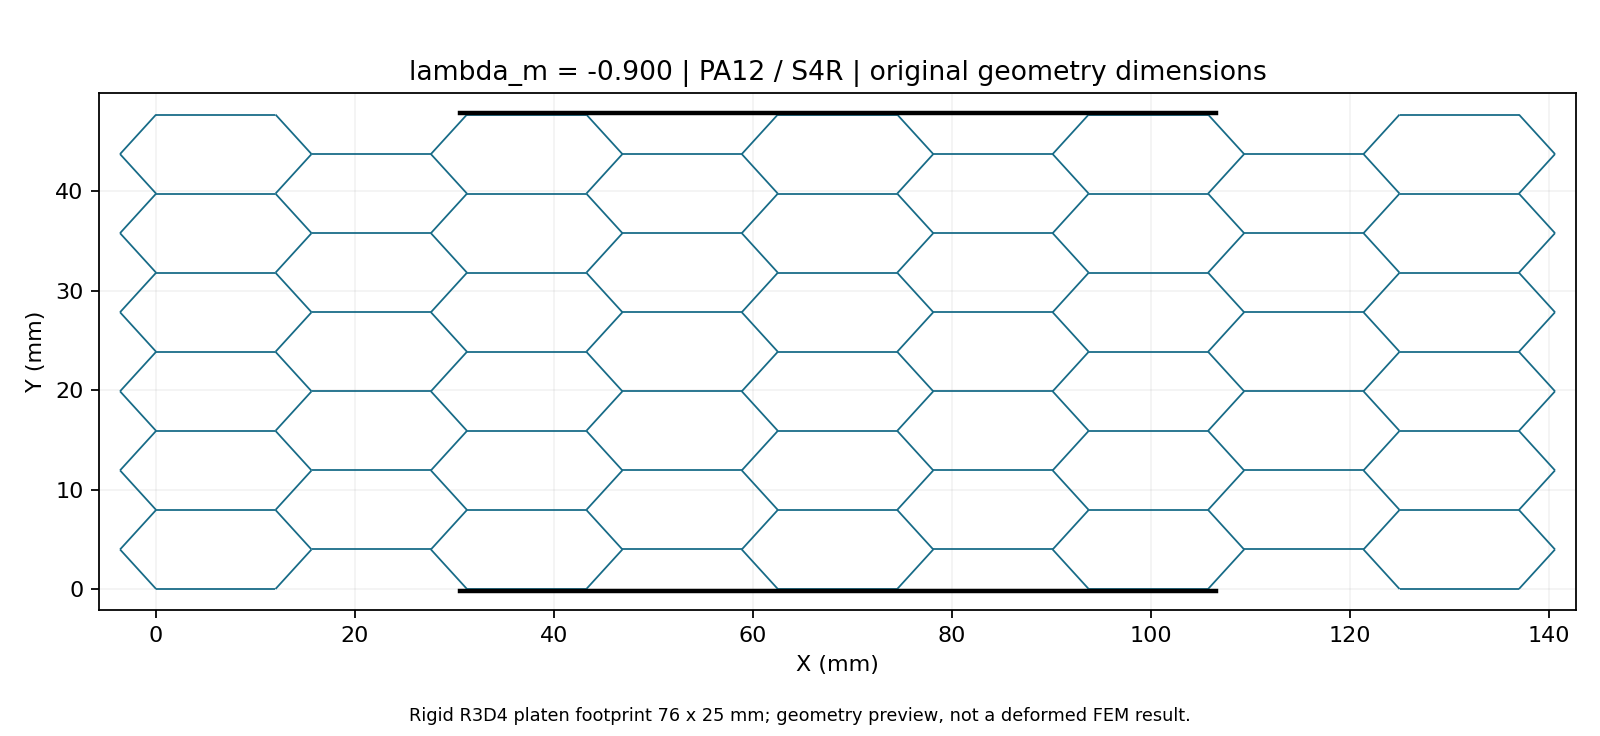 lambda_m = -0.900 | PA12 / S4R | original geometry dimensions
40
30
20
10
0
Y (mm)
0 20 40 60 80 100 120 140
X (mm)
Rigid R3D4 platen footprint 76 x 25 mm; geometry preview, not a deformed FEM result.